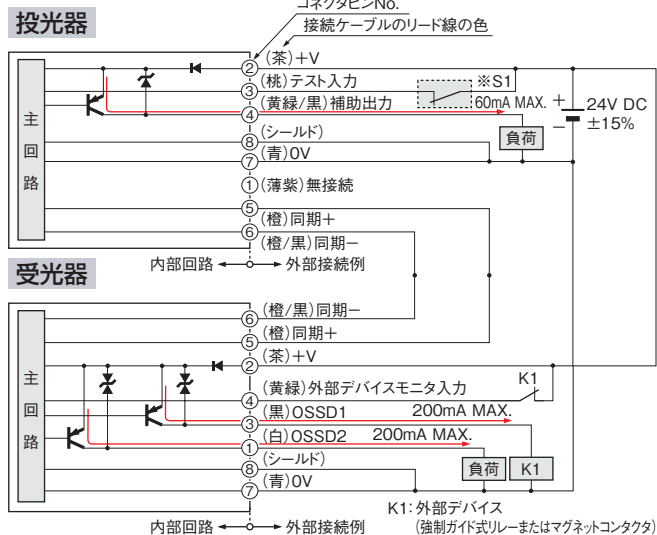 コネクタピンNo.
接続ケーブルのリード線の色
投光器
主回路
②(茶)+V
③(桃)テスト入力
※S1
④(黄緑/黒)補助出力
60mA MAX.
+
−
24V DC
±15%
負荷
⑧(シールド)
⑦(青)0V
①(薄紫)無接続
⑤(橙)同期+
⑥(橙/黒)同期−
内部回路
外部接続例
受光器
主回路
⑥(橙/黒)同期−
⑤(橙)同期+
②(茶)+V
④(黄緑)外部デバイスモニタ入力
K1
③(黒)OSSD1 200mA MAX.
①(白)OSSD2 200mA MAX.
⑧(シールド)
負荷
K1
⑦(青)0V
内部回路
外部接続例
K1:外部デバイス
(強制ガイド式リレーまたはマグネットコンタクタ)